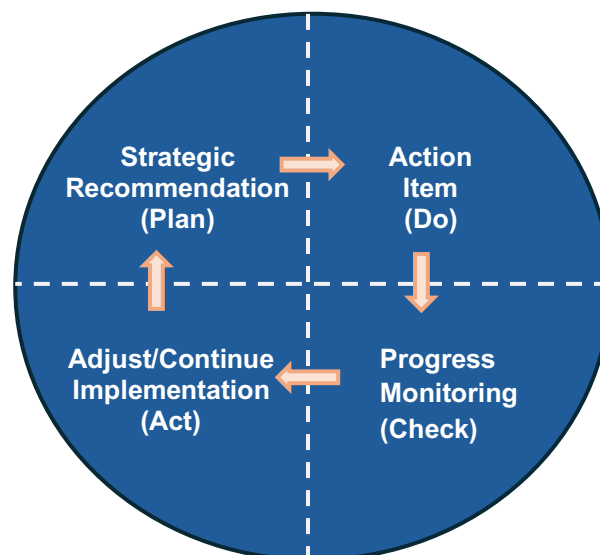 Strategic
Recommendation
(Plan)
Action
Item
(Do)
Adjust/Continue
Implementation
(Act)
Progress
Monitoring
(Check)